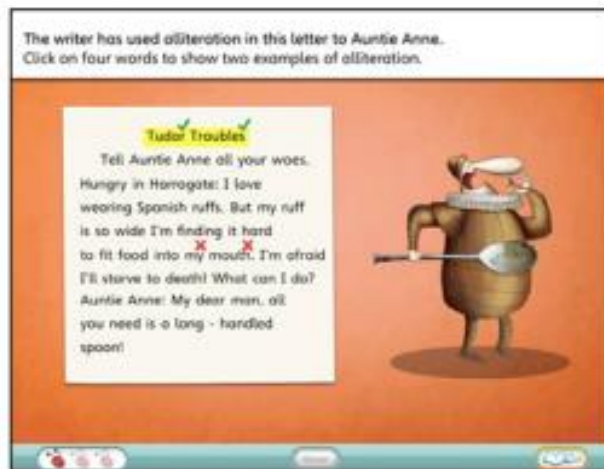 The writer has used alliteration in this letter to Auntie Anne.
Click on four words to show two examples of alliteration.
Tudor Troubles
Tell Auntie Anne all your woes.
Hungry in Harrogate: I love
wearing Spanish ruffs. But my ruff
is so wide I'm finding it hard
to fit food into my mouth. I'm afraid
I'll starve to death! What can I do?
Auntie Anne: My dear man, all
you need is a long - handled
spoon!